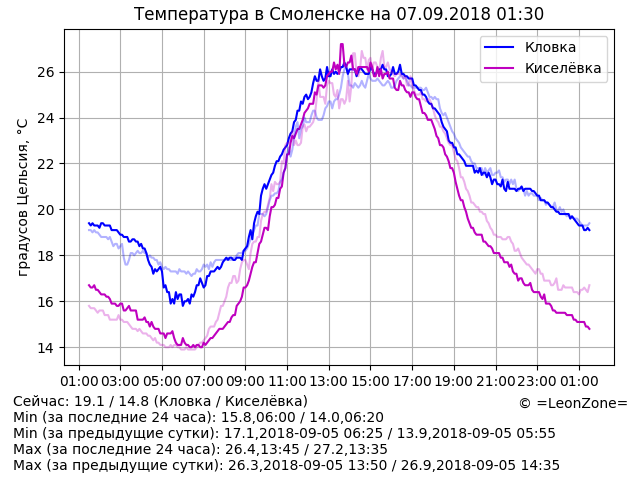 Температура в Смоленске на 07.09.2018 01:30
Кловка
Киселёвка
градусов Цельсия, °C
26
24
22
20
18
16
14
01:00 03:00 05:00 07:00 09:00 11:00 13:00 15:00 17:00 19:00 21:00 23:00 01:00
Сейчас: 19.1 / 14.8 (Кловка / Киселёвка)
© =LeonZone=
Min (за последние 24 часа): 15.8,06:00 / 14.0,06:20
Min (за предыдущие сутки): 17.1,2018-09-05 06:25 / 13.9,2018-09-05 05:55
Max (за последние 24 часа): 26.4,13:45 / 27.2,13:35
Max (за предыдущие сутки): 26.3,2018-09-05 13:50 / 26.9,2018-09-05 14:35